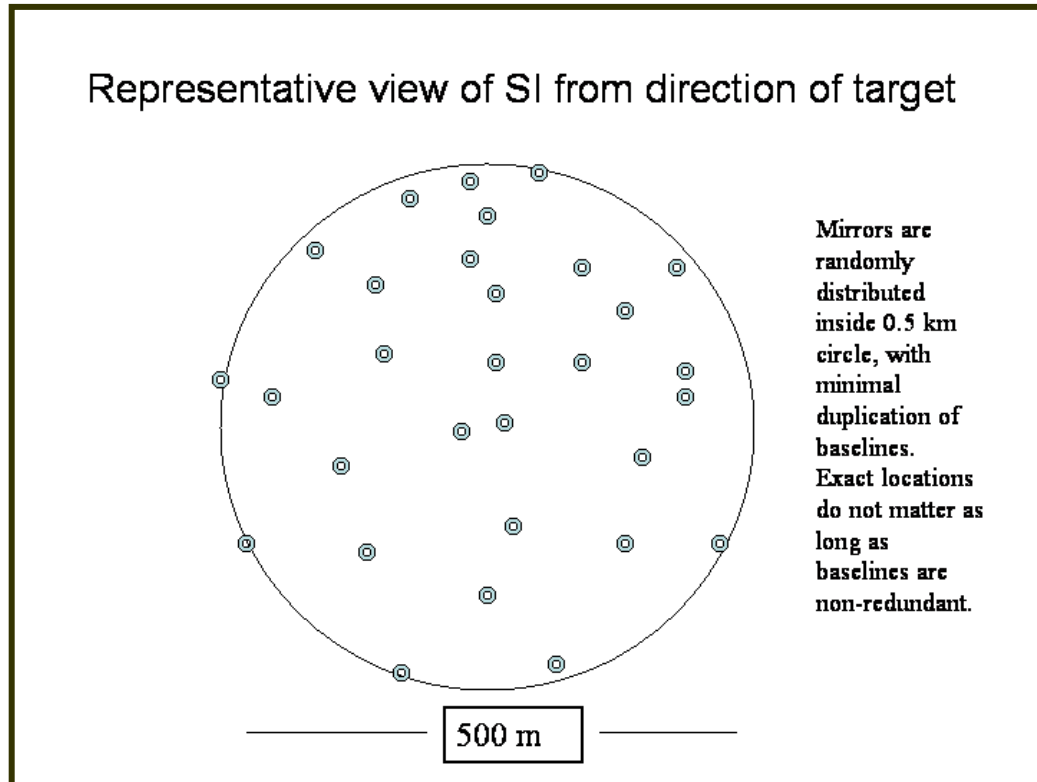 Representative view of SI from direction of target
Mirrors are
randomly
distributed
inside 0.5 km
circle, with
minimal
duplication of
baselines.
Exact locations
do not matter as
long as
baselines are
non-redundant.
500 m